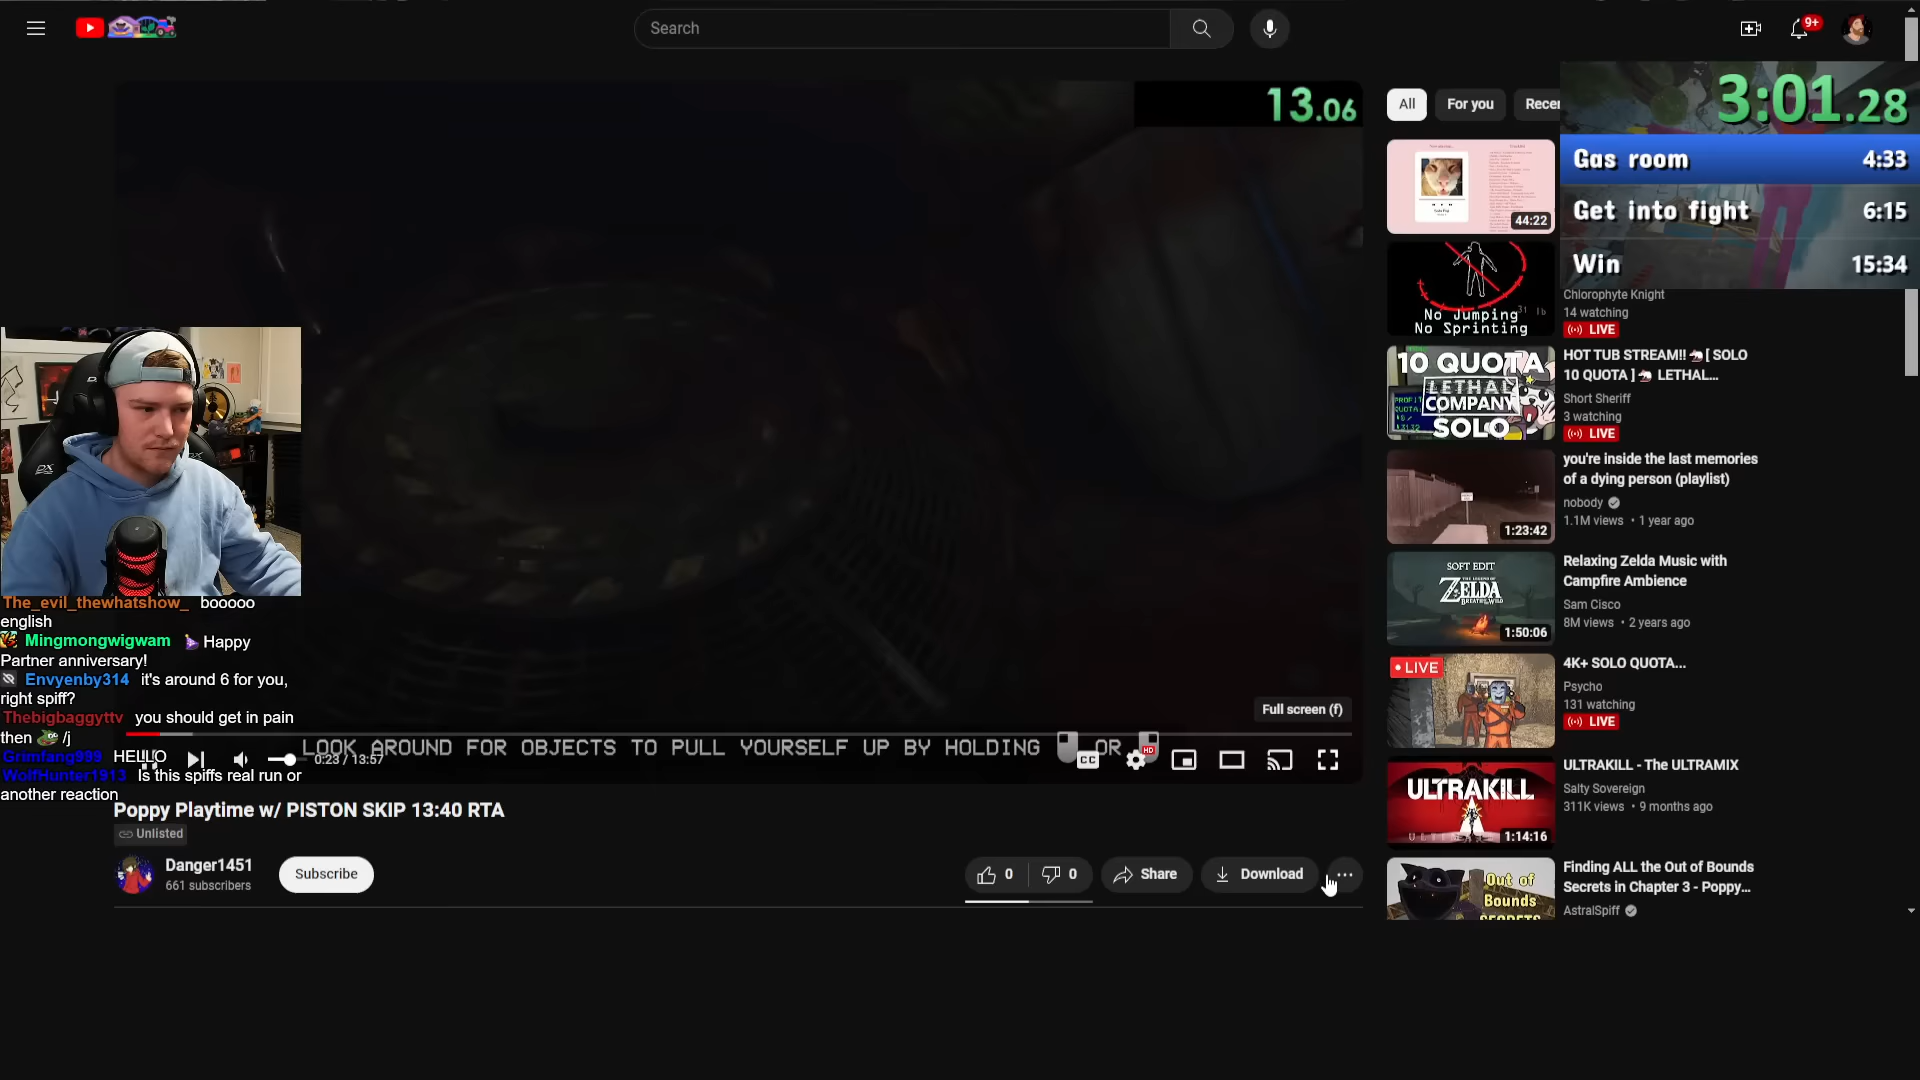 Search
9+
13.06
All
For you
Recen
3:01.28
Gas room 4:33
Get into fight 6:15
Win 15:34
44:22
No Jumping
No Sprinting
Chlorophyte Knight
14 watching
LIVE
10 QUOTA
LETHAL
COMPANY
SOLO
HOT TUB STREAM!! [ SOLO
10 QUOTA ] LETHAL...
Short Sheriff
3 watching
LIVE
you're inside the last memories
of a dying person (playlist)
nobody
1.1M views • 1 year ago
1:23:42
SOFT EDIT
ZELDA
1:50:06
Relaxing Zelda Music with
Campfire Ambience
Sam Cisco
8M views • 2 years ago
LIVE
4K+ SOLO QUOTA...
Psycho
131 watching
LIVE
ULTRAKILL
1:14:16
ULTRAKILL - The ULTRAMIX
Salty Sovereign
311K views • 9 months ago
Out of
Bounds
SECRETS
Finding ALL the Out of Bounds
Secrets in Chapter 3 - Poppy...
AstralSpiff
The_evil_thewhatshow_ booooo
english
Mingmongwigwam Happy
Partner anniversary!
Envyenby314 it's around 6 for you,
right spiff?
Thebigbaggyttv you should get in pain
then /j
Grimfang999 HELLO
WolfHunter1913 Is this spiffs real run or
another reaction
Full screen (f)
LOOK AROUND FOR OBJECTS TO PULL YOURSELF UP BY HOLDING OR
0:23 / 13:57
CC
HD
Poppy Playtime w/ PISTON SKIP 13:40 RTA
Unlisted
Danger1451
661 subscribers
Subscribe
0
0
Share
Download